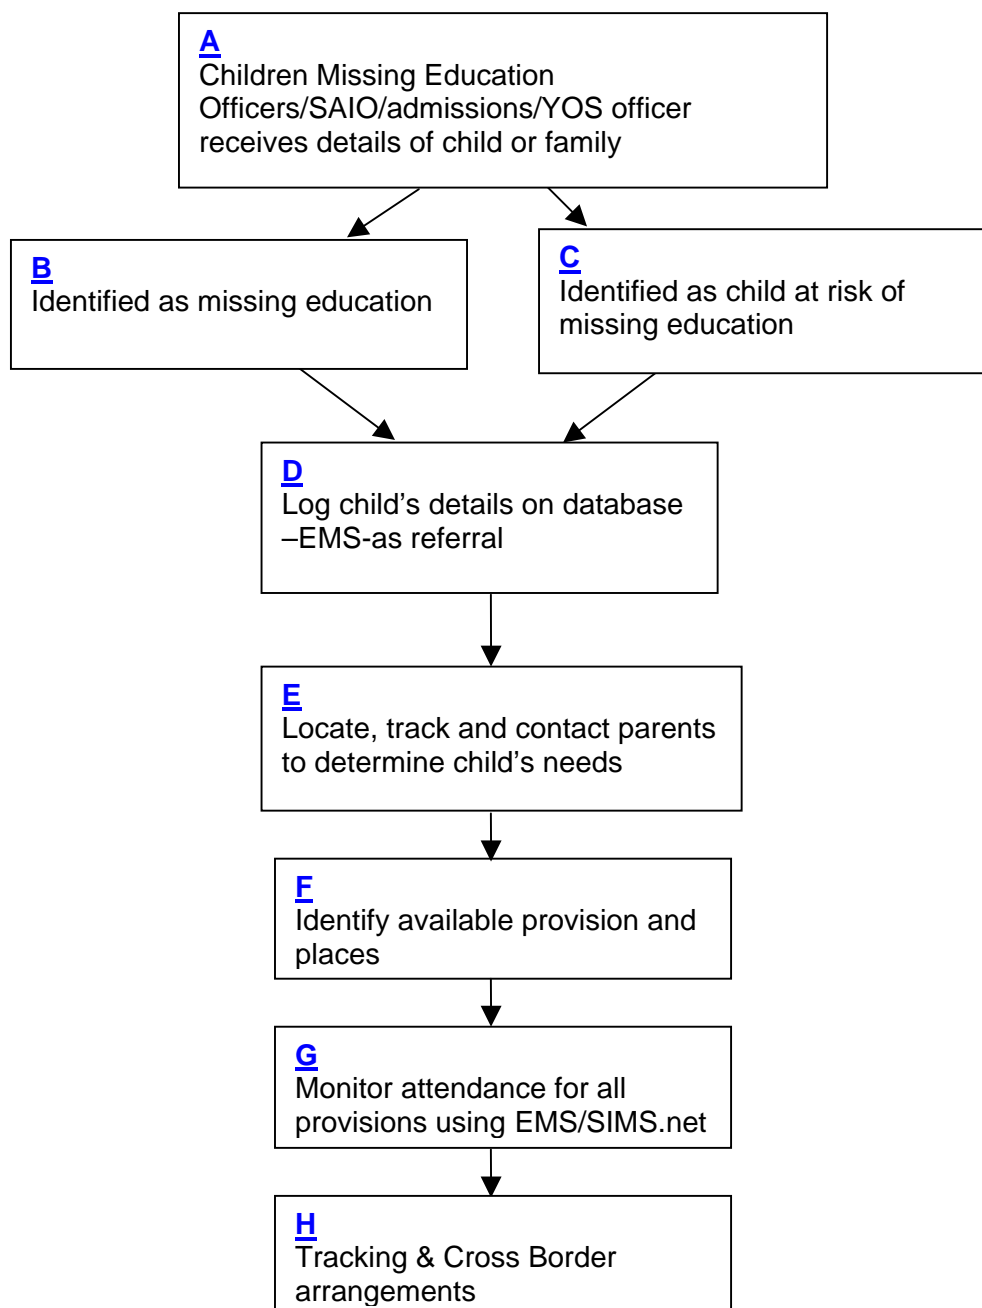 A
Children Missing Education
Officers/SAIO/admissions/YOS officer
receives details of child or family
B
Identified as missing education
C
Identified as child at risk of
missing education
D
Log child’s details on database
–EMS-as referral
E
Locate, track and contact parents
to determine child’s needs
F
Identify available provision and
places
G
Monitor attendance for all
provisions using EMS/SIMS.net
H
Tracking & Cross Border
arrangements